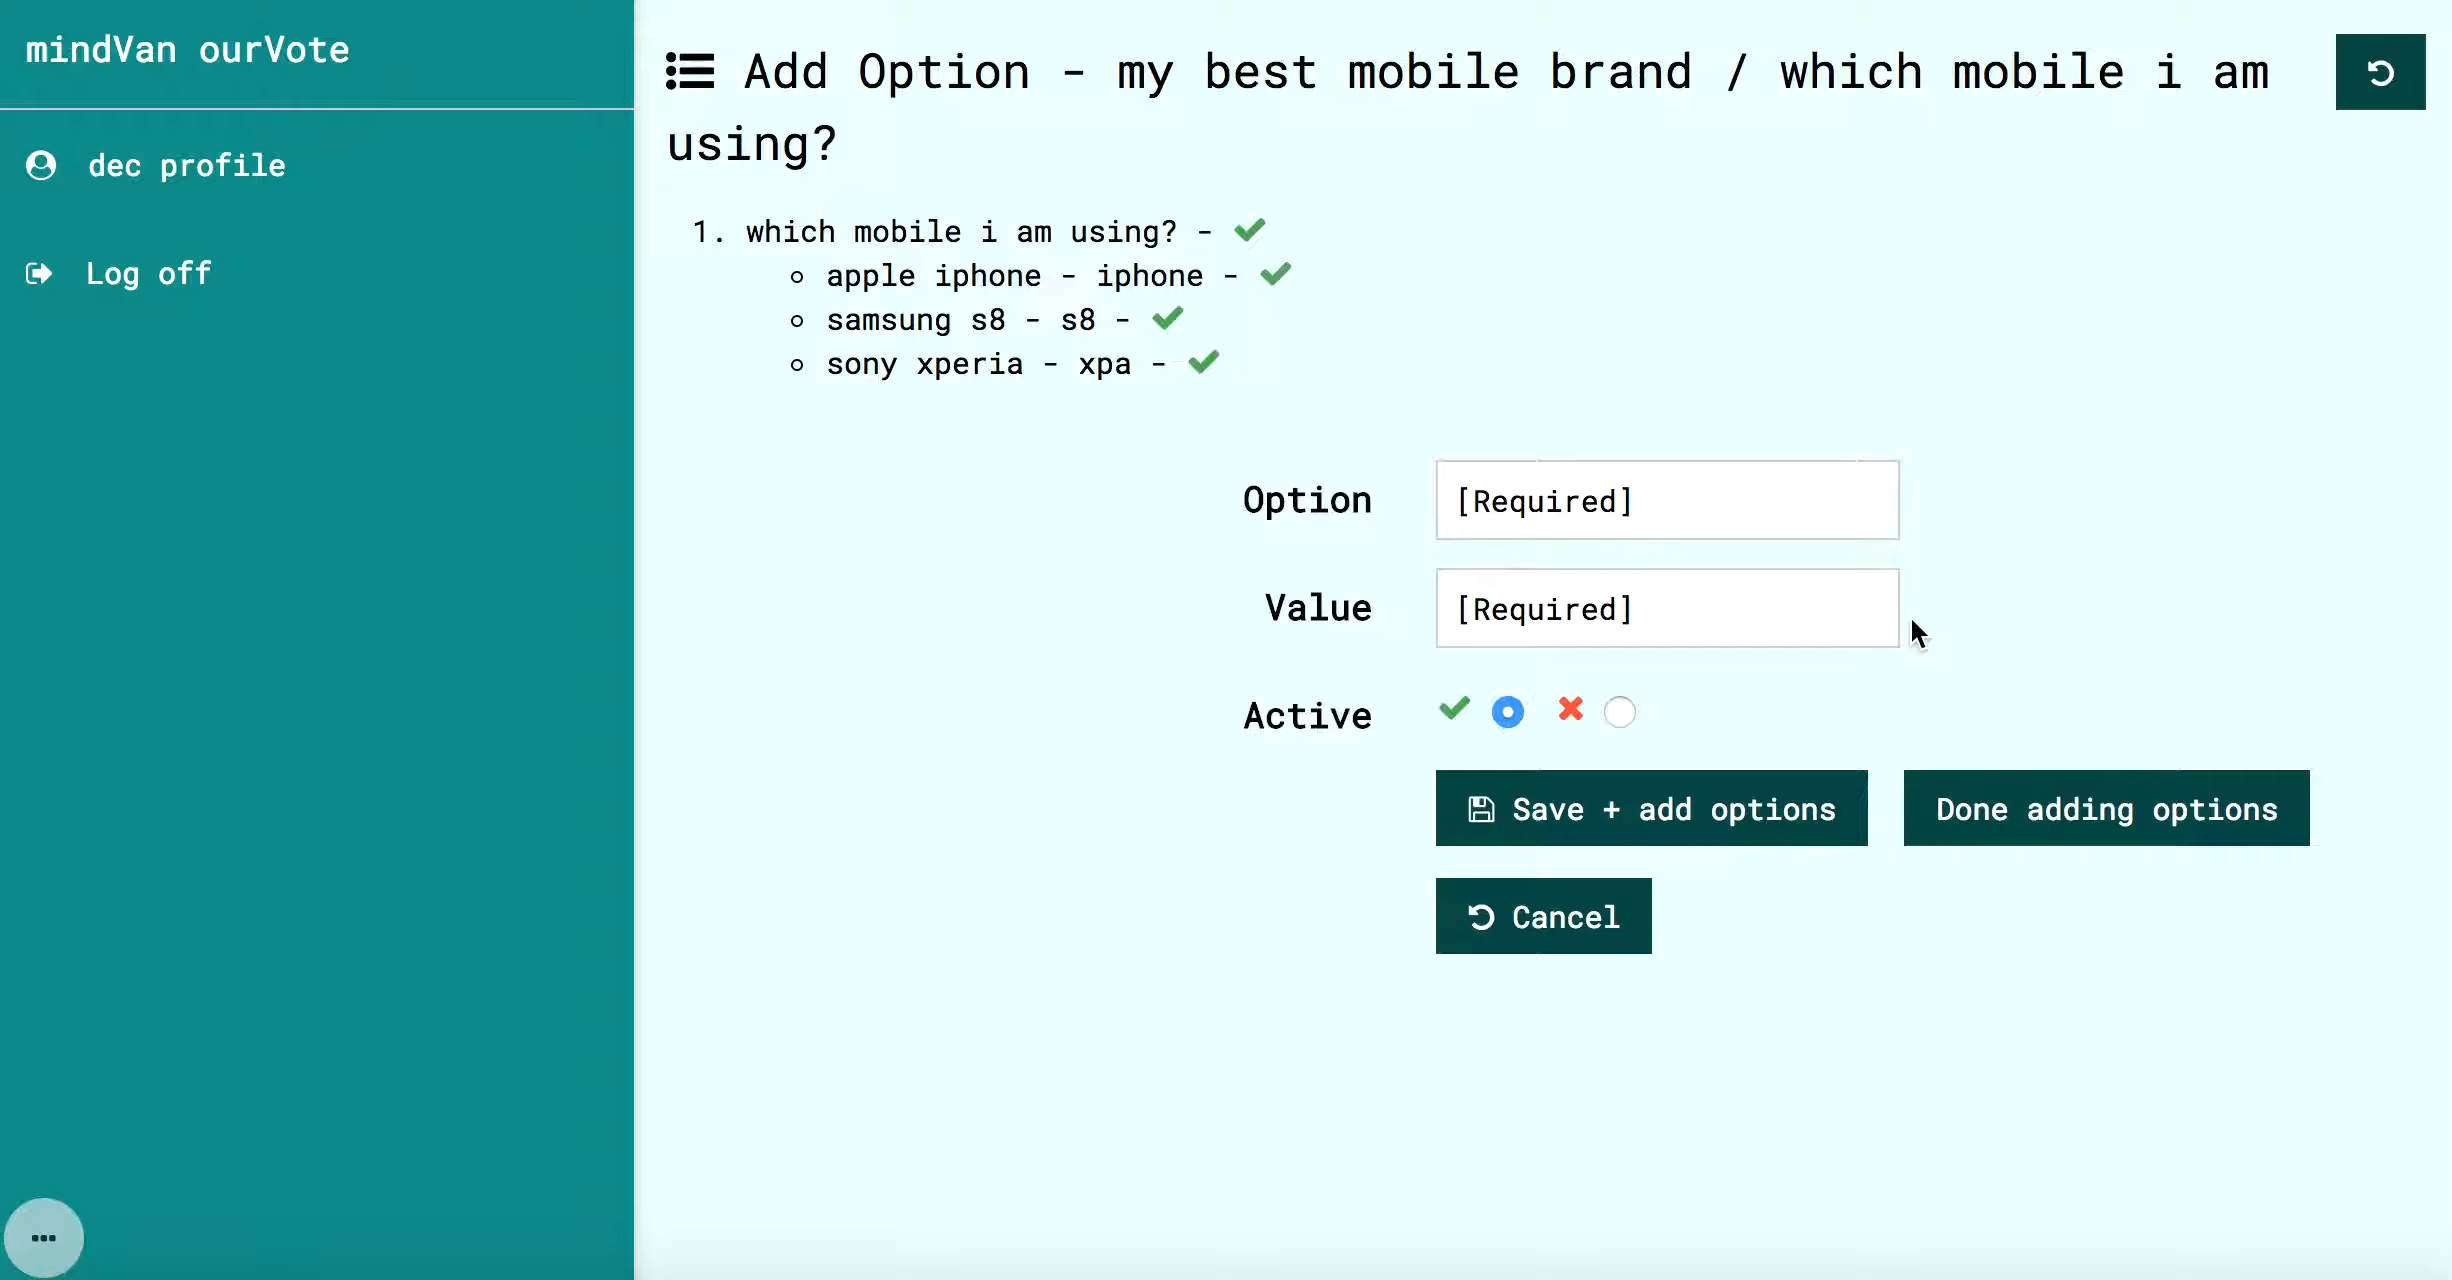 mindVan ourVote
dec profile
Log off
Add Option - my best mobile brand / which mobile i am
using?
1. which mobile i am using? -
apple iphone - iphone -
samsung s8 - s8 -
sony xperia - xpa -
Option [Required]
Value [Required]
Active
Save + add options Done adding options
Cancel